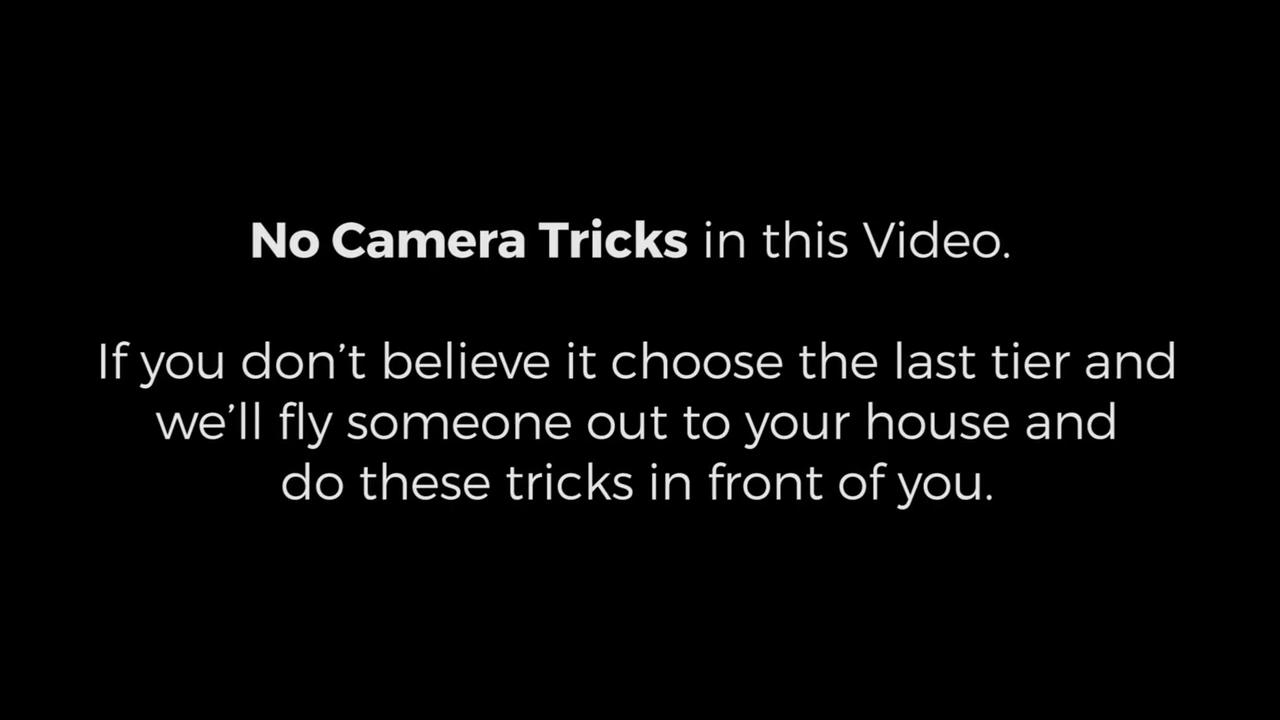 No Camera Tricks in this Video.
If you don’t believe it choose the last tier and
we’ll fly someone out to your house and
do these tricks in front of you.